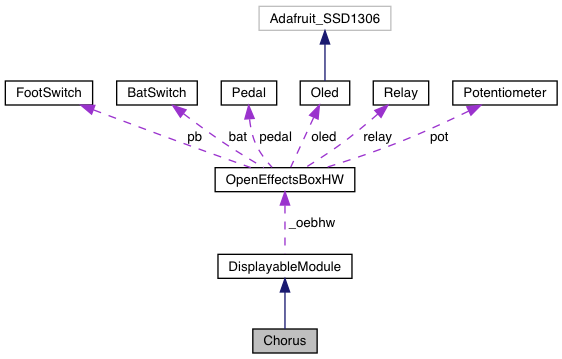 Adafruit_SSD1306
FootSwitch BatSwitch Pedal Oled Relay Potentiometer
pb bat pedal oled relay pot
OpenEffectsBoxHW
_oebhw
DisplayableModule
Chorus